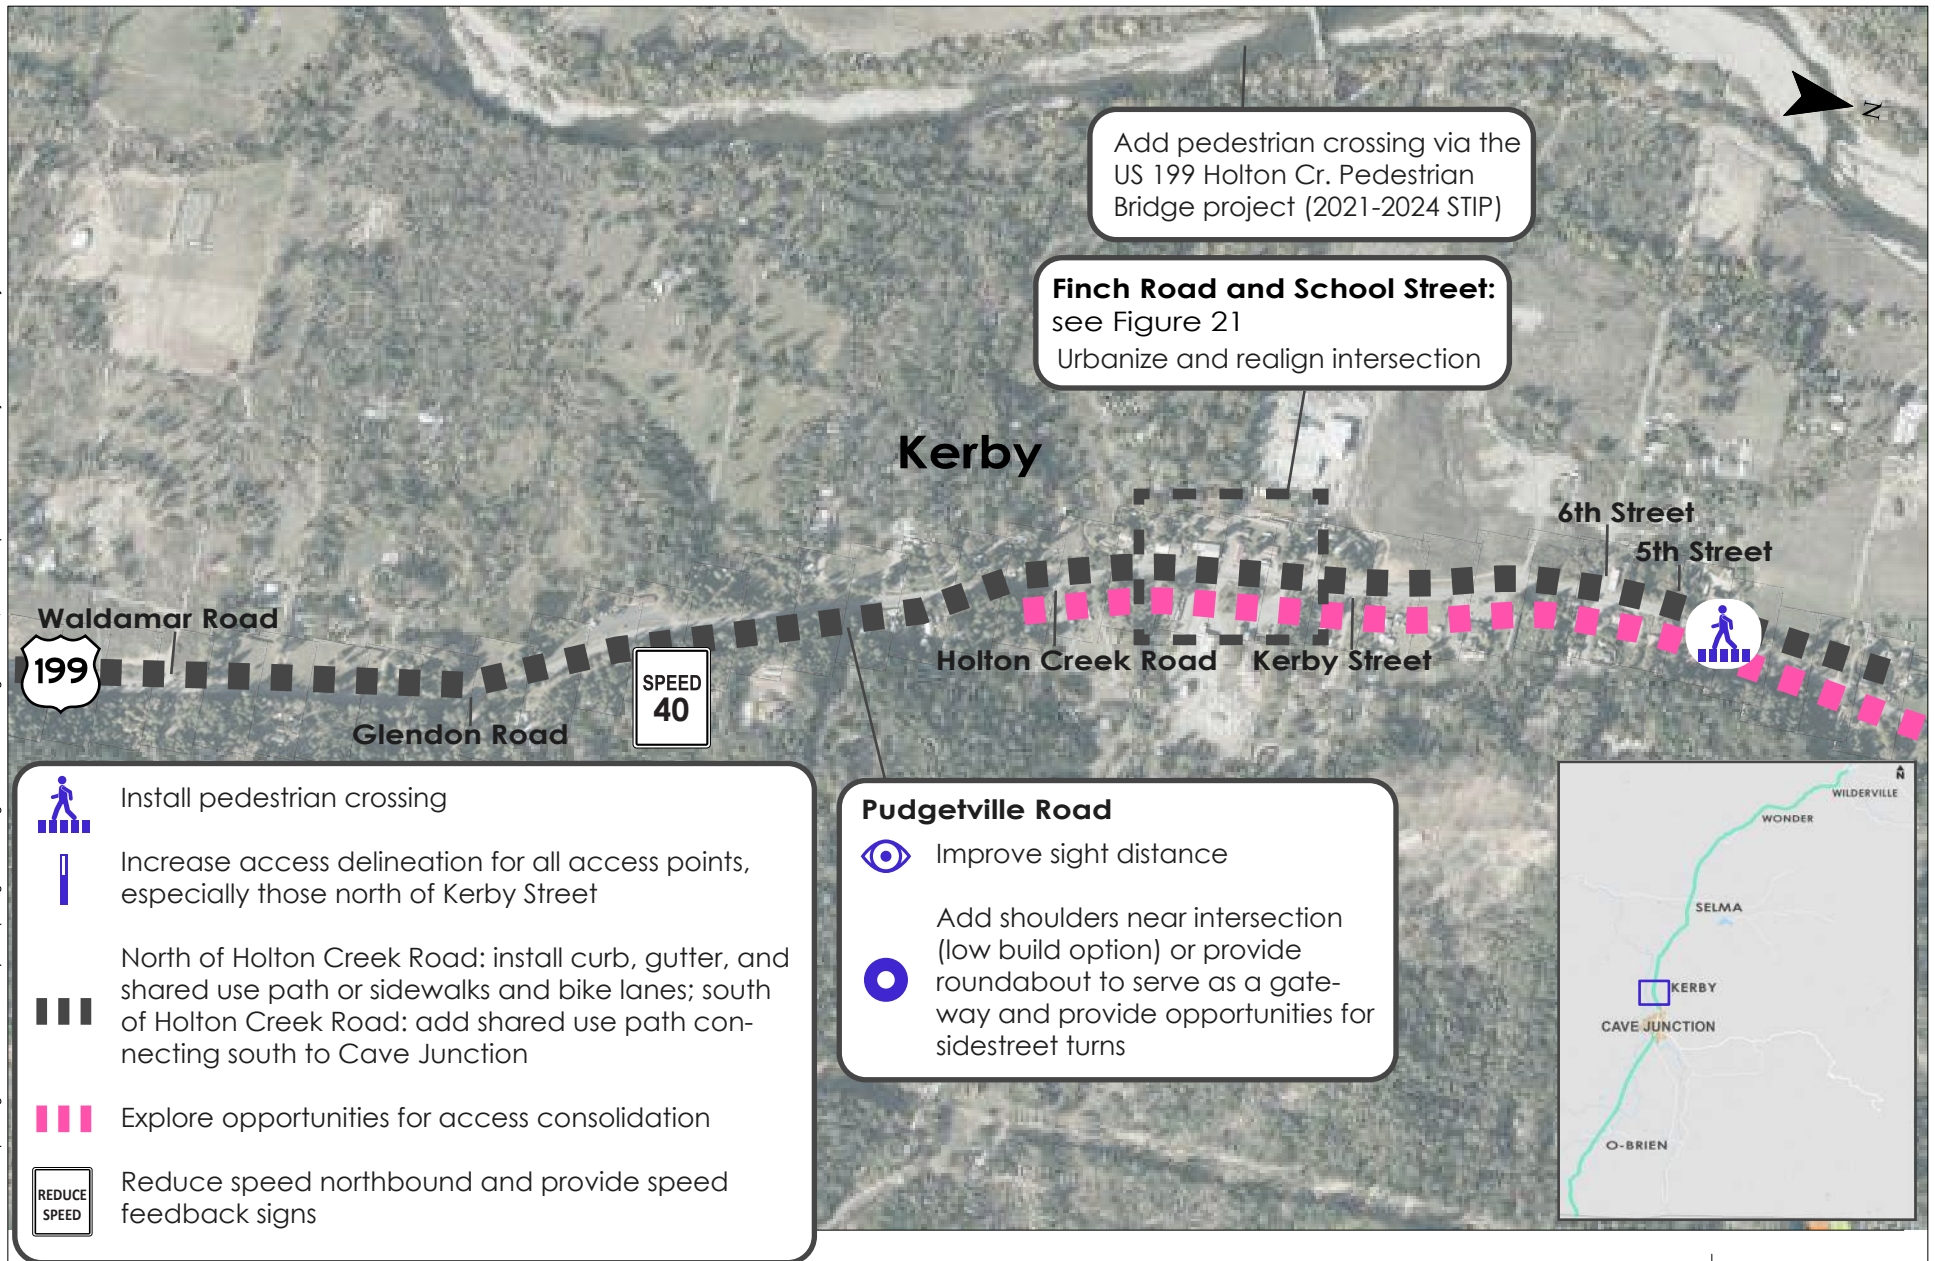 N
Add pedestrian crossing via the
US 199 Holton Cr. Pedestrian
Bridge project (2021-2024 STIP)
Finch Road and School Street:
see Figure 21
Urbanize and realign intersection
Kerby
6th Street
5th Street
Waldamar Road
199
Glendon Road
SPEED
40
Holton Creek Road
Kerby Street
Install pedestrian crossing
Increase access delineation for all access points,
especially those north of Kerby Street
North of Holton Creek Road: install curb, gutter, and
shared use path or sidewalks and bike lanes; south
of Holton Creek Road: add shared use path con-
necting south to Cave Junction
Explore opportunities for access consolidation
REDUCE
SPEED
Reduce speed northbound and provide speed
feedback signs
Pudgetville Road
Improve sight distance
Add shoulders near intersection
(low build option) or provide
roundabout to serve as a gate-
way and provide opportunities for
sidestreet turns
N
WILDERVILLE
WONDER
SELMA
KERBY
CAVE JUNCTION
O-BRIEN